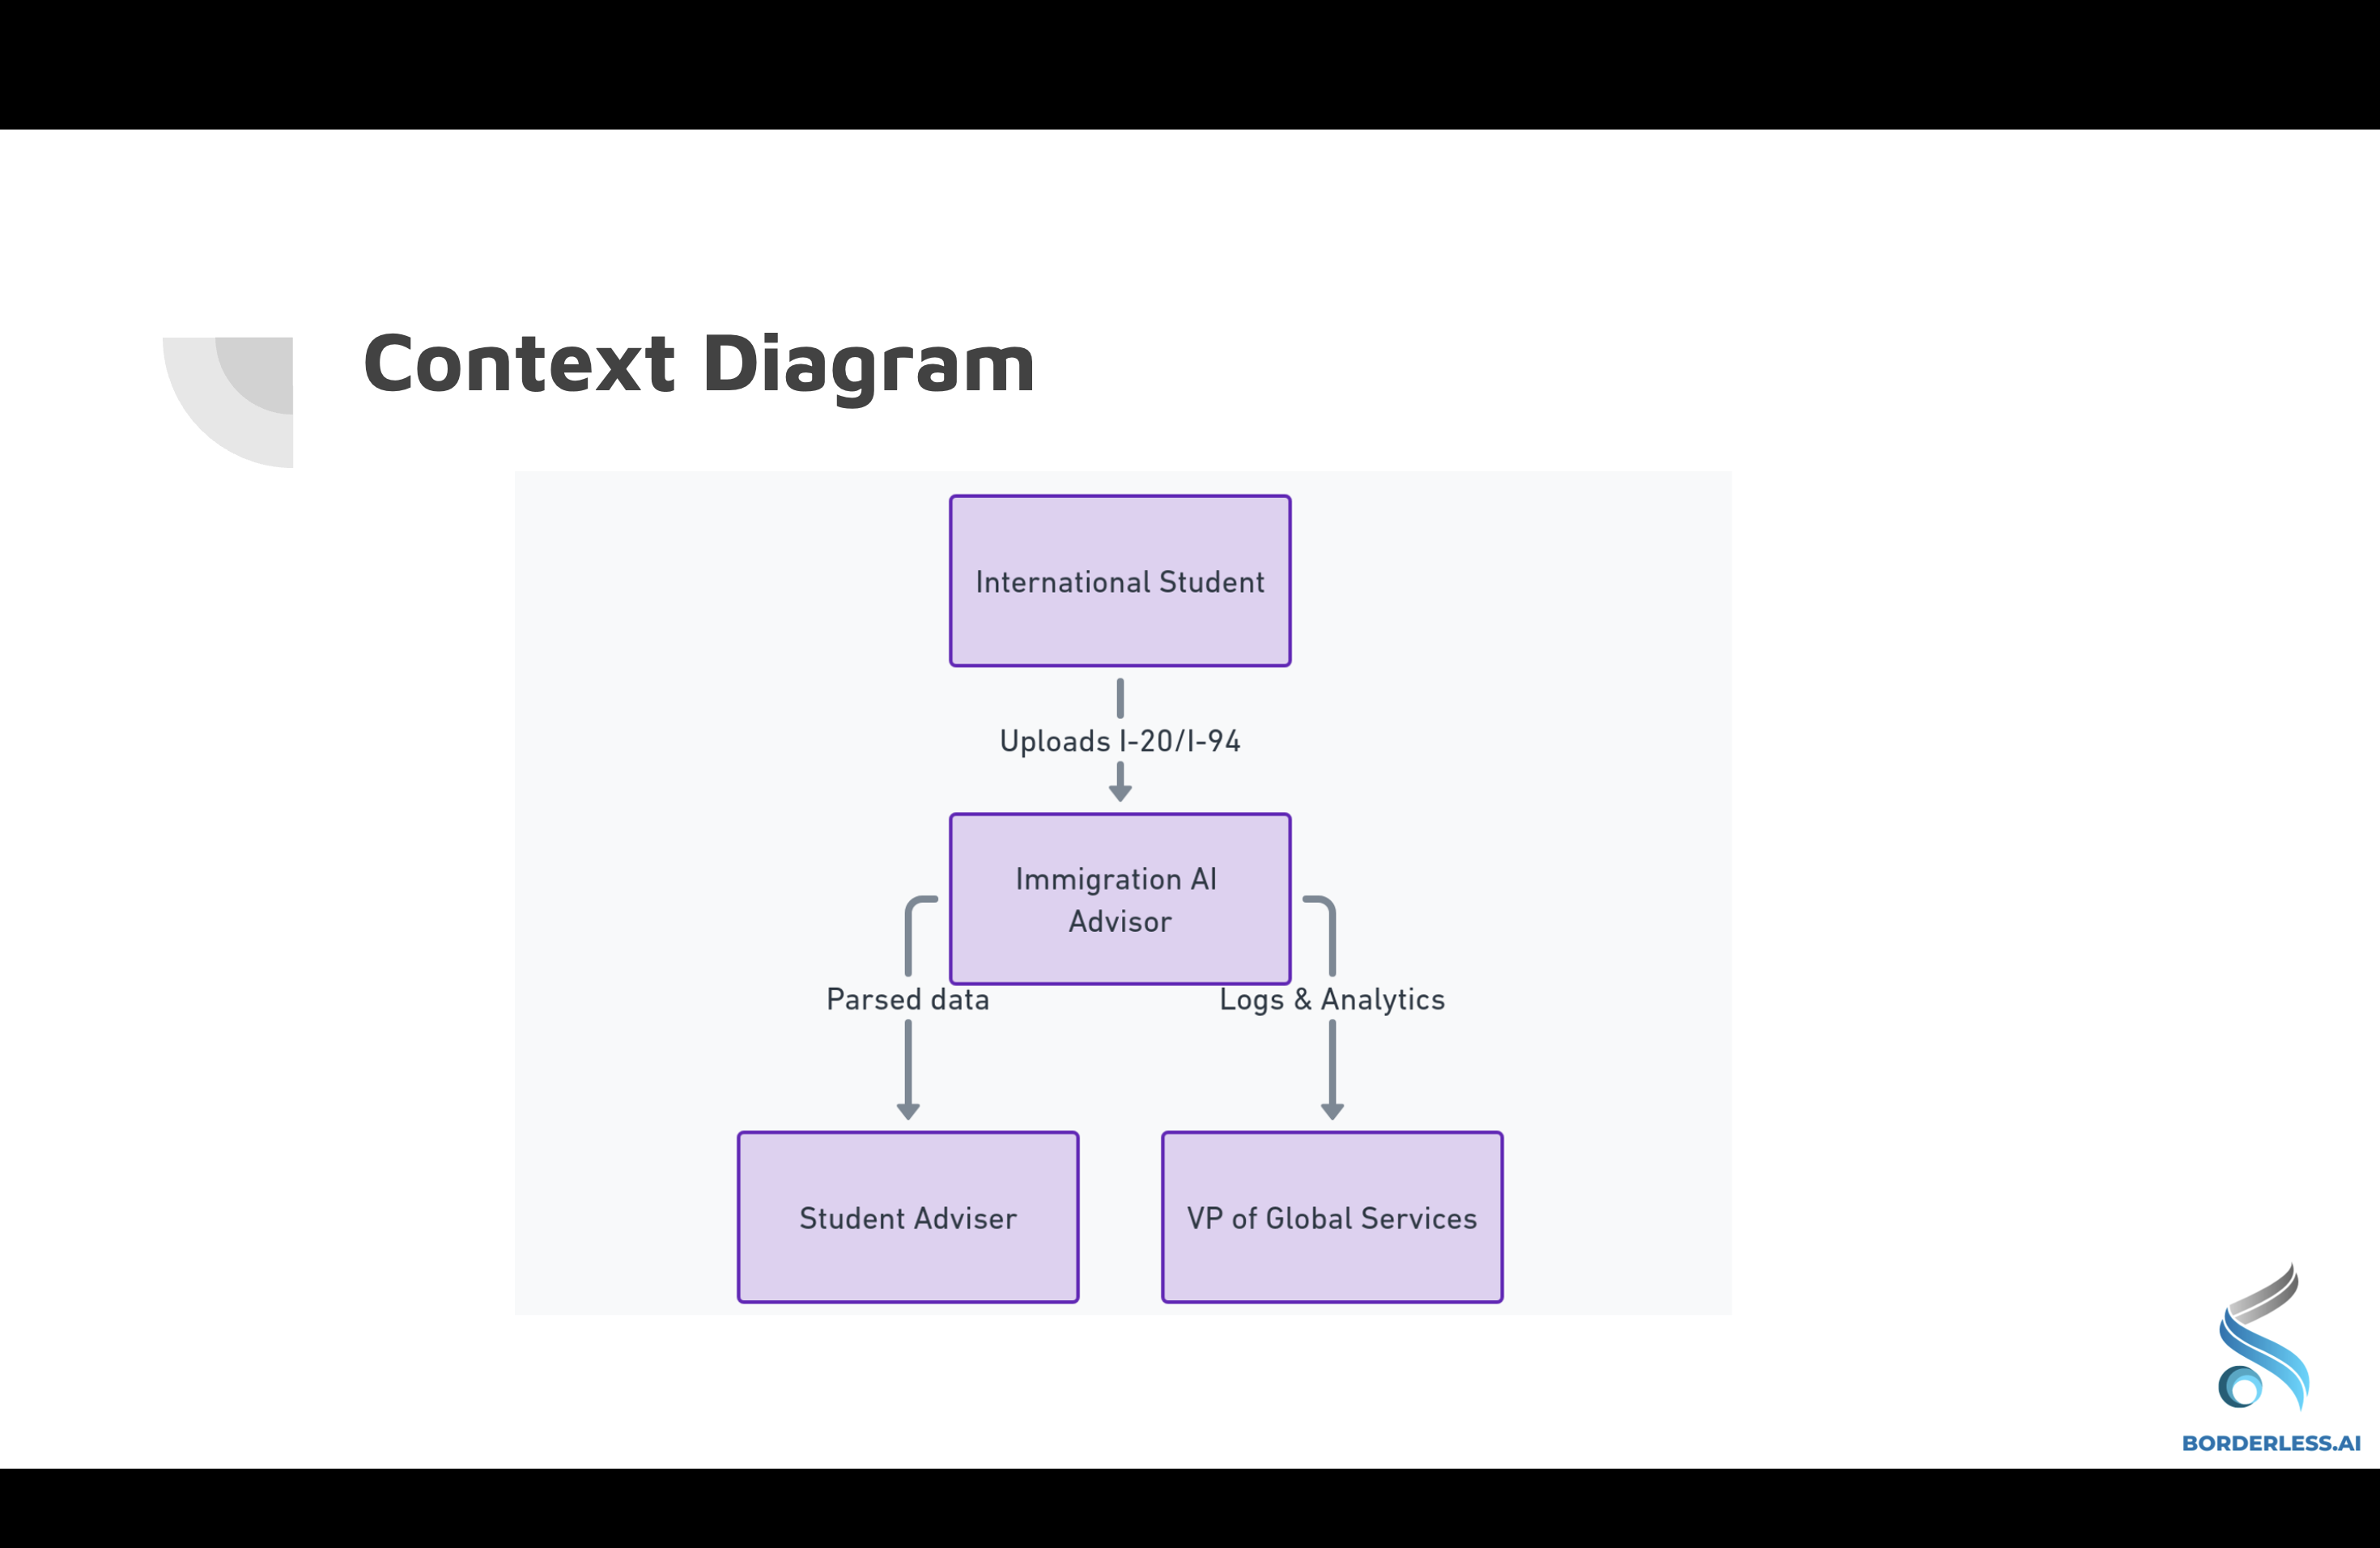 Context Diagram
International Student
Uploads I-20/I-94
Immigration AI
Advisor
Parsed data
Logs & Analytics
Student Adviser
VP of Global Services
BORDERLESS.AI